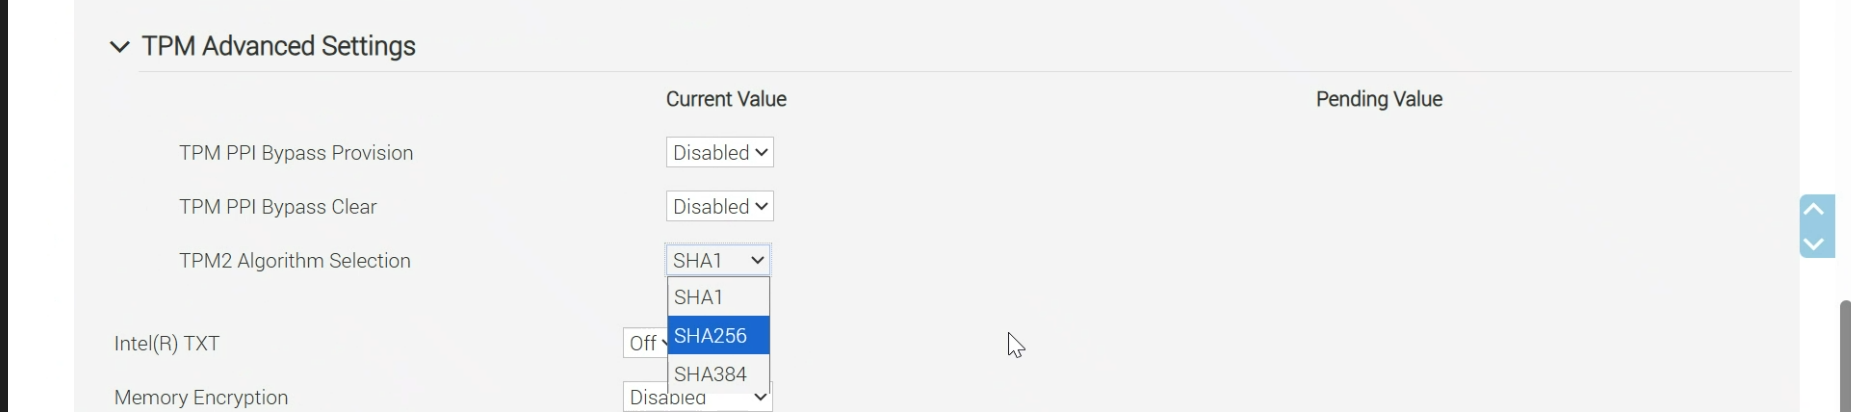 TPM Advanced Settings
Current Value Pending Value
TPM PPI Bypass Provision Disabled
TPM PPI Bypass Clear Disabled
TPM2 Algorithm Selection SHA1
SHA1
SHA256
SHA384
Intel(R) TXT Off
Memory Encryption Disabled